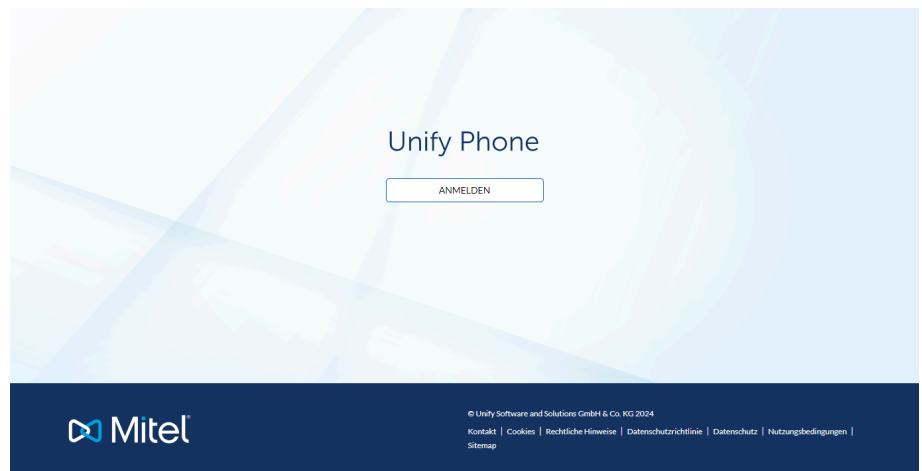 Unify Phone
ANMELDEN
Mitel
© Unify Software and Solutions GmbH & Co. KG 2024
Kontakt | Cookies | Rechtliche Hinweise | Datenschutzrichtlinie | Datenschutz | Nutzungsbedingungen |
Sitemap